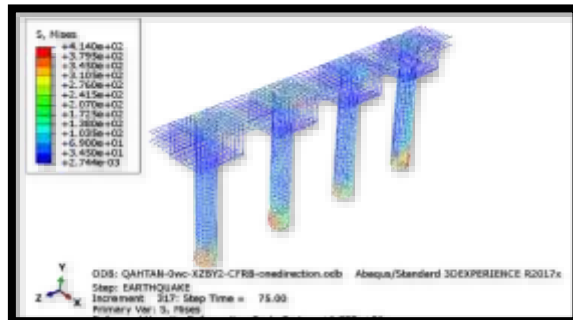 S, Mises
+4.140e+02
+3.795e+02
+3.450e+02
+3.105e+02
+2.760e+02
+2.415e+02
+2.070e+02
+1.725e+02
+1.380e+02
+1.035e+02
+6.900e+01
+3.450e+01
+2.744e-03
Y
Z
X
ODB: QAHTAN-0wc-XZBY2-CFRB-onedirection.odb Abaqus/Standard 3DEXPERIENCE R2017x
Step: EARTHQUAKE
Increment 317: Step Time = 75.00
Primary Var: S, Mises